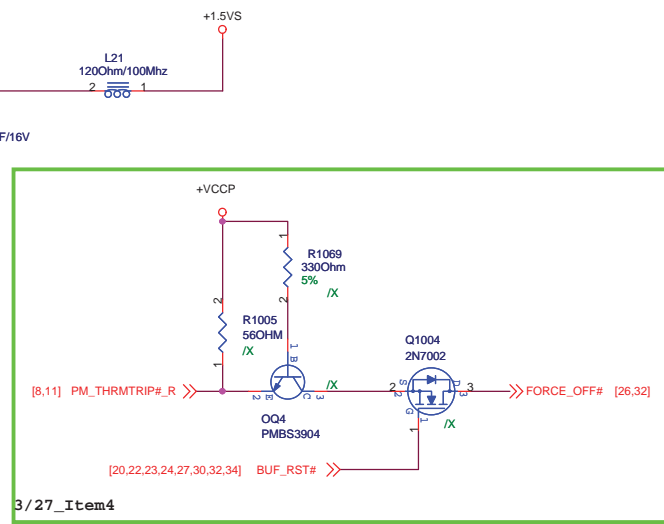 +1.5VS
L21
120Ohm/100Mhz
2 1
F/16V
+VCCP
1
R1069
330Ohm
5%
/X
2
2
R1005
56OHM
/X
1
1
B
Q1004
2N7002
[8,11] PM_THRMTRIP#_R
2 E C 3
/X
2 S D 3
FORCE_OFF# [26,32]
G
1
/X
OQ4
PMBS3904
[20,22,23,24,27,30,32,34] BUF_RST#
3/27_Item4